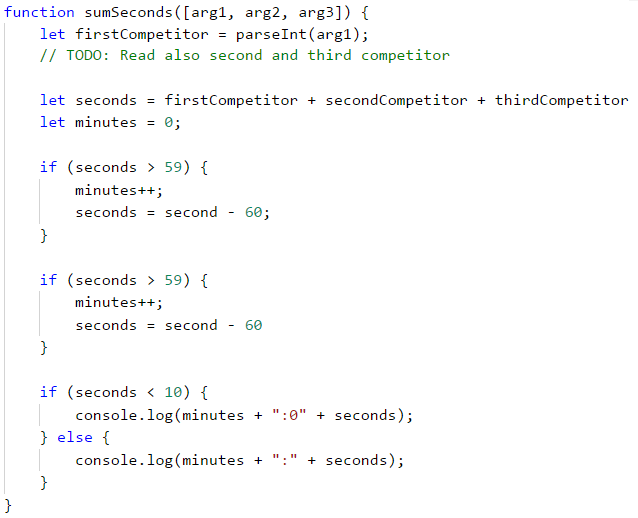 function sumSeconds([arg1, arg2, arg3]) {
let firstCompetitor = parseInt(arg1);
// TODO: Read also second and third competitor
let seconds = firstCompetitor + secondCompetitor + thirdCompetitor
let minutes = 0;
if (seconds > 59) {
minutes++;
seconds = second - 60;
}
if (seconds > 59) {
minutes++;
seconds = second - 60
}
if (seconds < 10) {
console.log(minutes + ":0" + seconds);
} else {
console.log(minutes + ":" + seconds);
}
}